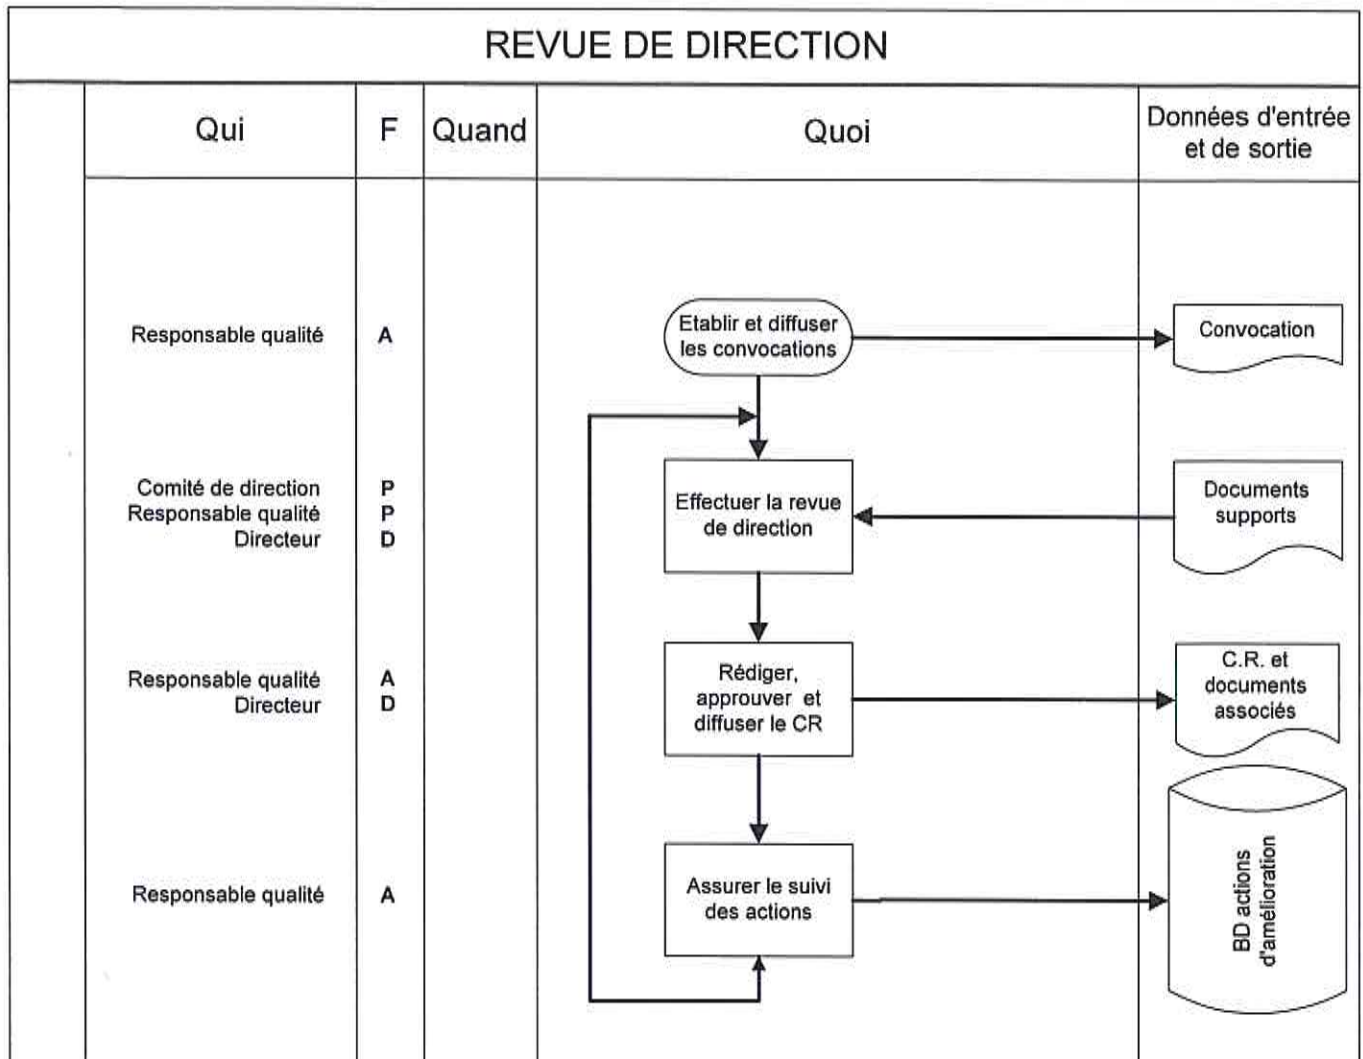 REVUE DE DIRECTION
Qui
F
Quand
Quoi
Données d'entrée
et de sortie
Responsable qualité
A
Etablir et diffuser
les convocations
Convocation
Comité de direction
P
Responsable qualité
P
Directeur
D
Effectuer la revue
de direction
Documents
supports
Responsable qualité
A
Directeur
D
Rédiger,
approuver et
diffuser le CR
C.R. et
documents
associés
Responsable qualité
A
Assurer le suivi
des actions
BD actions
d'amélioration